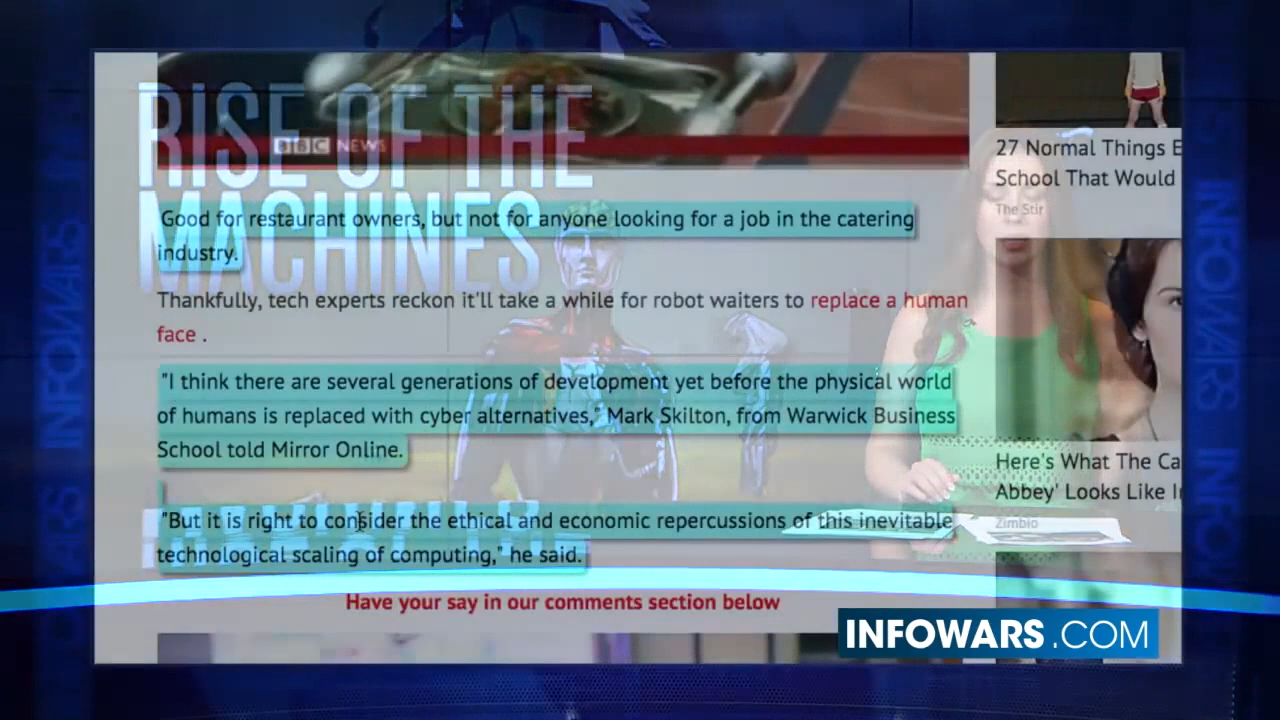 RISE OF THE
MACHINES
BBC NEWS
Good for restaurant owners, but not for anyone looking for a job in the catering
industry.
Thankfully, tech experts reckon it'll take a while for robot waiters to replace a human
face .
"I think there are several generations of development yet before the physical world
of humans is replaced with cyber alternatives," Mark Skilton, from Warwick Business
School told Mirror Online.
"But it is right to consider the ethical and economic repercussions of this inevitable
technological scaling of computing," he said.
Have your say in our comments section below
27 Normal Things E
School That Would
The Stir
Here's What The Ca
Abbey' Looks Like I
Zimbio
INFOWARS.COM
INFOWARS
INFOWARS